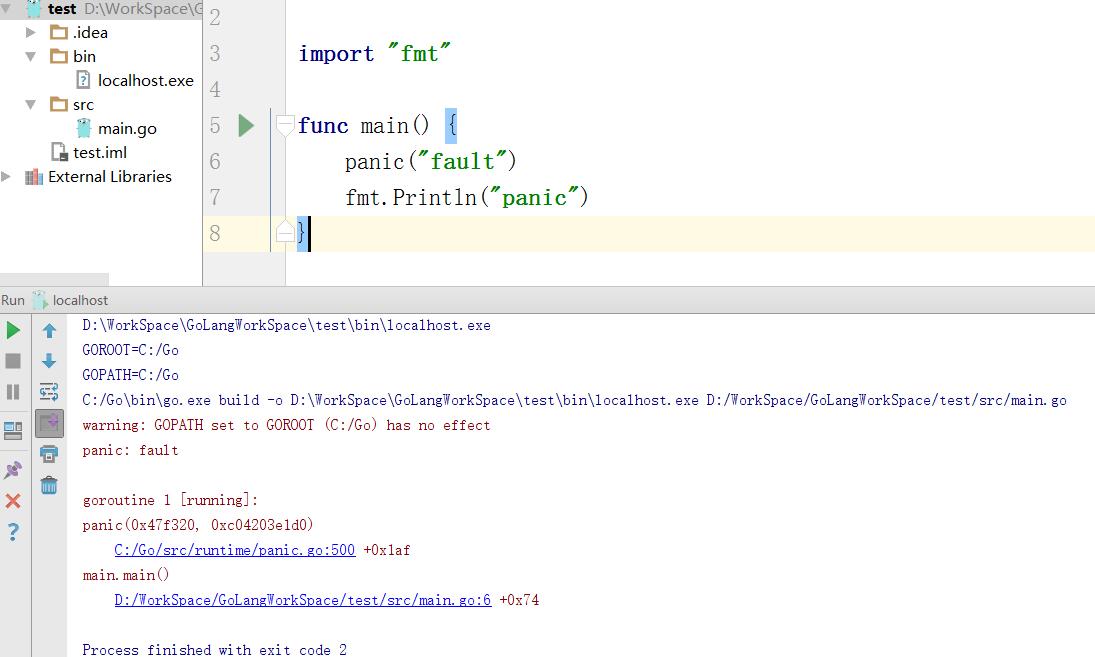 test D:\WorkSpace\G
.idea
bin
localhost.exe
src
main.go
test.iml
External Libraries
2
3 import "fmt"
4
5 func main() {
6 panic("fault")
7 fmt.Println("panic")
8 }
Run localhost
D:\WorkSpace\GoLangWorkSpace\test\bin\localhost.exe
GOROOT=C:/Go
GOPATH=C:/Go
C:/Go\bin\go.exe build -o D:\WorkSpace\GoLangWorkSpace\test\bin\localhost.exe D:/WorkSpace/GoLangWorkSpace/test/src/main.go
warning: GOPATH set to GOROOT (C:/Go) has no effect
panic: fault
goroutine 1 [running]:
panic(0x47f320, 0xc04203e1d0)
C:/Go/src/runtime/panic.go:500 +0x1af
main.main()
D:/WorkSpace/GoLangWorkSpace/test/src/main.go:6 +0x74
Process finished with exit code 2